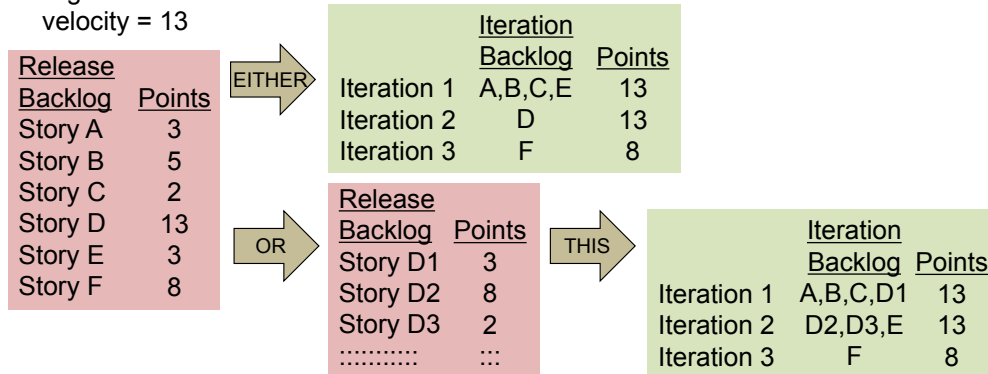 velocity = 13
Release
Backlog Points
Story A 3
Story B 5
Story C 2
Story D 13
Story E 3
Story F 8
EITHER
Iteration
Backlog Points
Iteration 1 A,B,C,E 13
Iteration 2 D 13
Iteration 3 F 8
OR
Release
Backlog Points
Story D1 3
Story D2 8
Story D3 2
::::::::::: :::
THIS
Iteration
Backlog Points
Iteration 1 A,B,C,D1 13
Iteration 2 D2,D3,E 13
Iteration 3 F 8